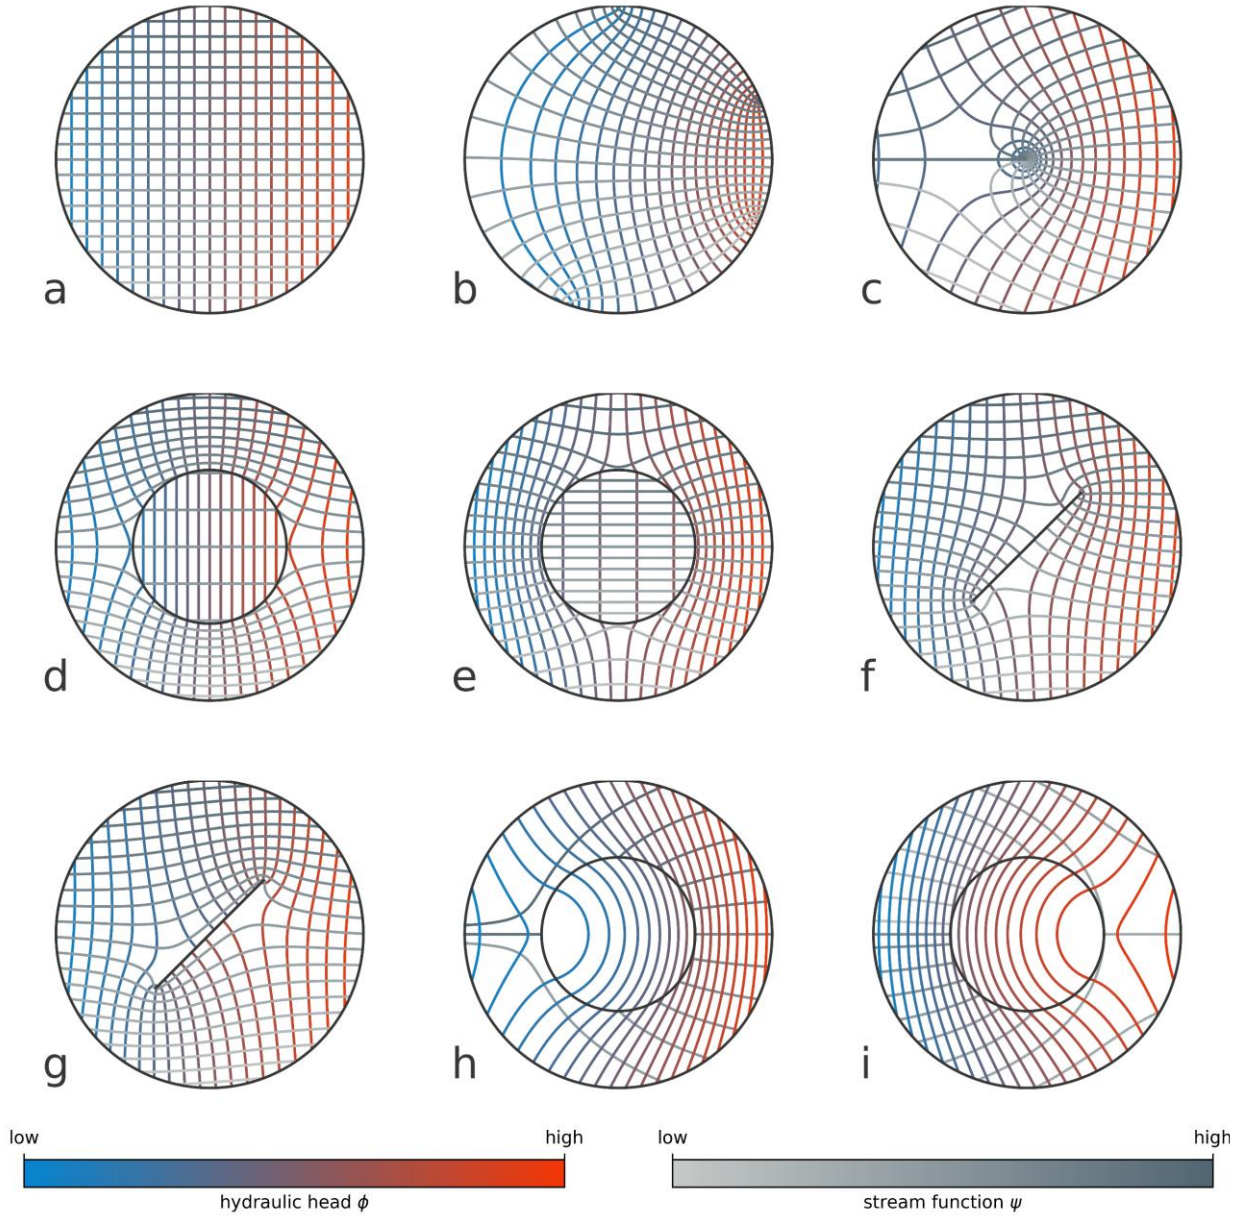 a
b
c
d
e
f
g
h
i
low high
hydraulic head ϕ
low high
stream function ψ